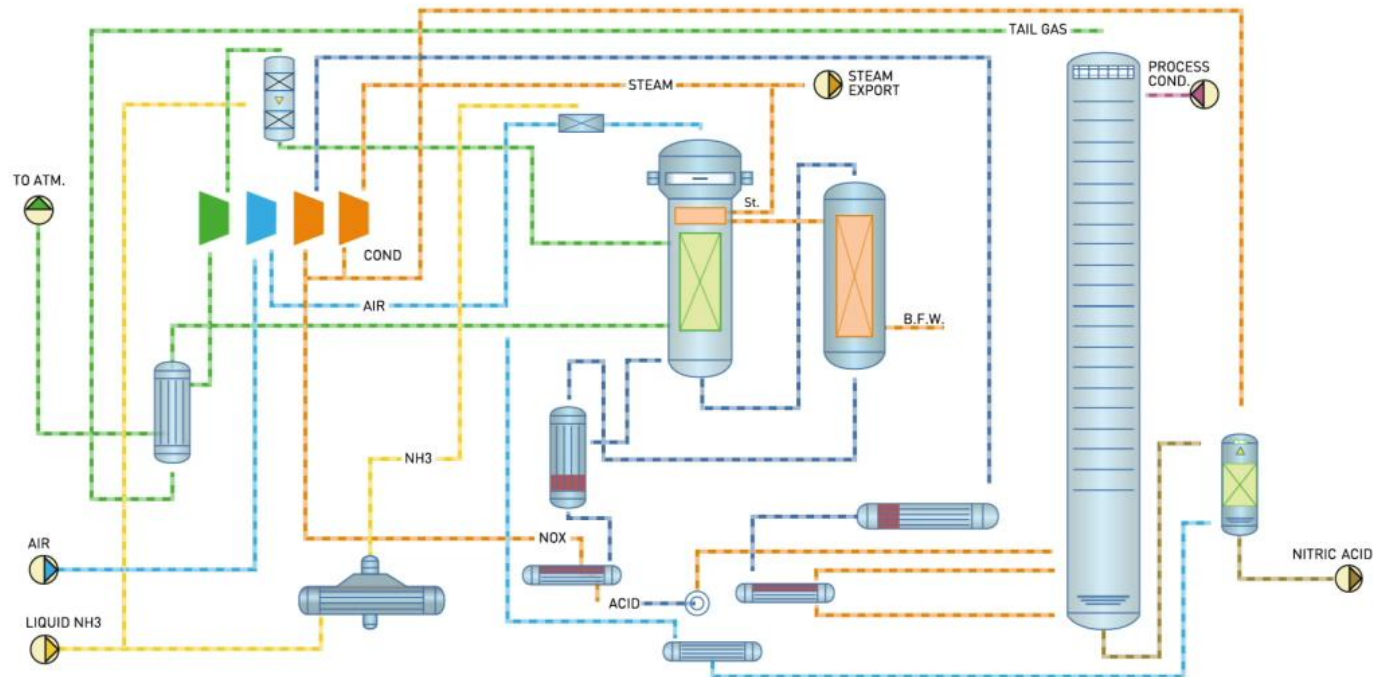 TAIL GAS
PROCESS
COND.
STEAM
STEAM
EXPORT
TO ATM.
St.
COND
AIR
B.F.W.
NH3
NOX
AIR
ACID
NITRIC ACID
LIQUID NH3